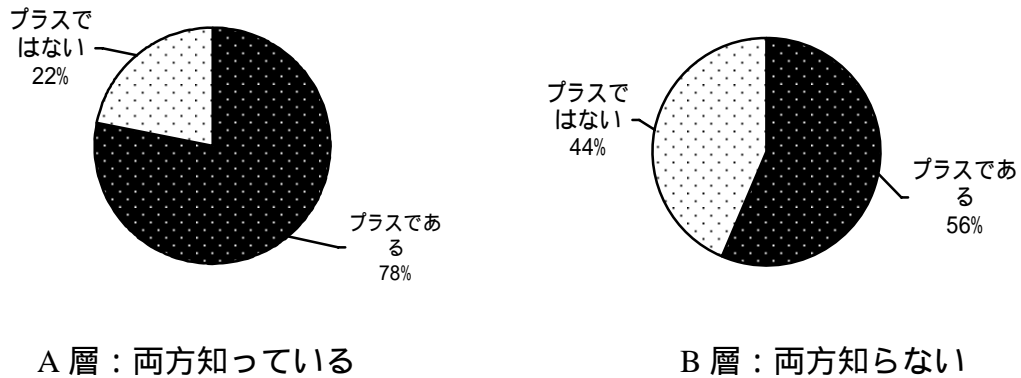 プラスで
はない
22%
プラスであ
る
78%
A 層：両方知っている
プラスで
はない
44%
プラスであ
る
56%
B 層：両方知らない